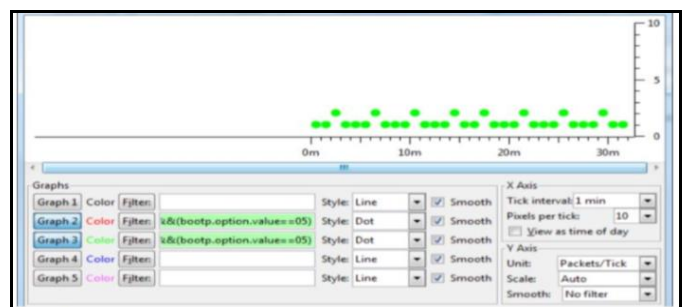 10
5
0
0m 10m 20m 30m
Graphs
Graph 1 Color Filter: Style: Line Smooth
Graph 2 Color Filter: &(bootp.option.value==05) Style: Dot Smooth
Graph 3 Color Filter: &(bootp.option.value==05) Style: Dot Smooth
Graph 4 Color Filter: Style: Line Smooth
Graph 5 Color Filter: Style: Line Smooth
X Axis
Tick interval: 1 min
Pixels per tick: 10
View as time of day
Y Axis
Unit: Packets/Tick
Scale: Auto
Smooth: No filter